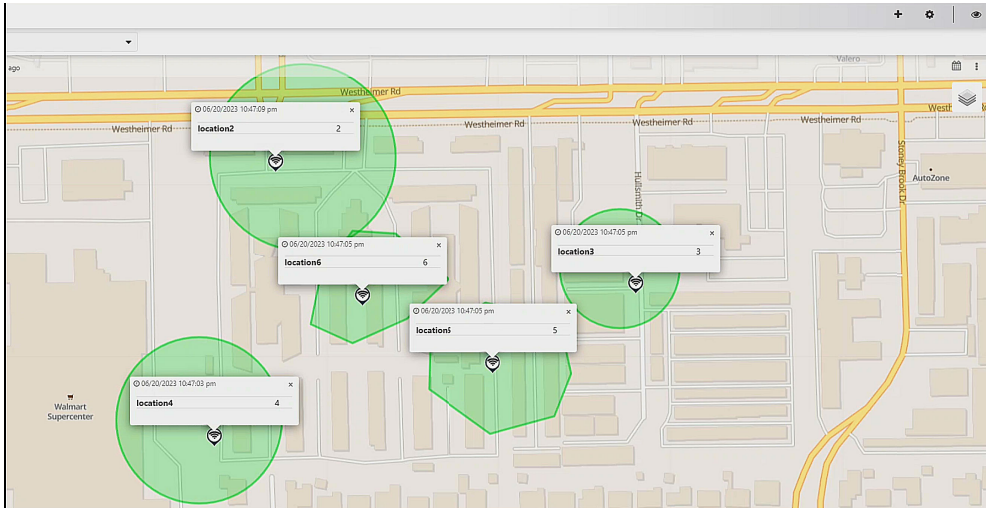 ago
Valero
Westheimer Rd
06/20/2023 10:47:09 pm
×
location2 2
Westheimer Rd
Westheimer Rd
Westheimer Rd
Westheimer Rd
Stoney Brook Dr
AutoZone
Hullsmith Dr
06/20/2023 10:47:05 pm
×
location3 3
06/20/2023 10:47:05 pm
×
location6 6
06/20/2023 10:47:05 pm
×
location5 5
06/20/2023 10:47:03 pm
×
location4 4
Walmart
Supercenter